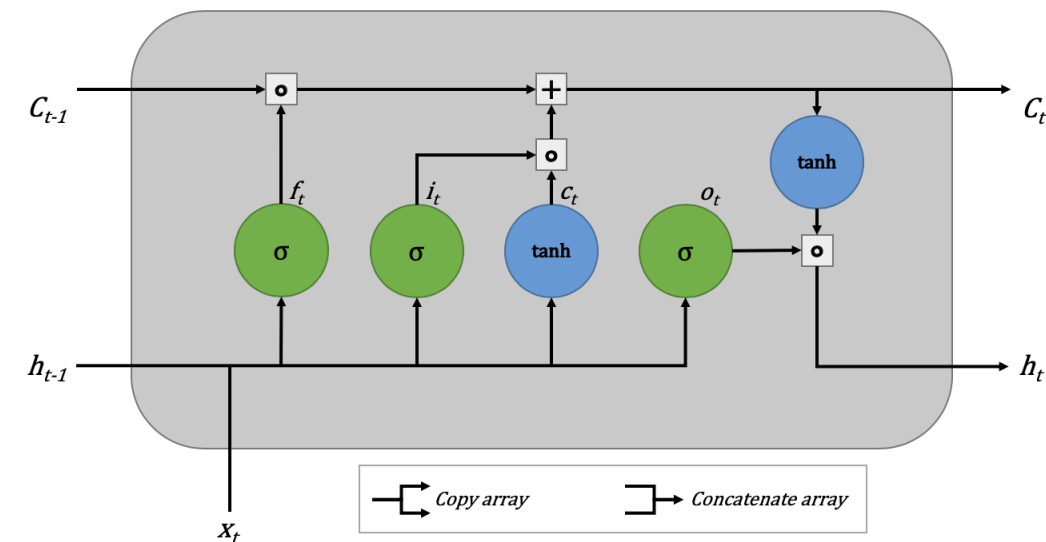 C_{t-1}
C_t
tanh
f_t
i_t
c_t
o_t
σ
σ
tanh
σ
h_{t-1}
h_t
x_t
Copy array
Concatenate array